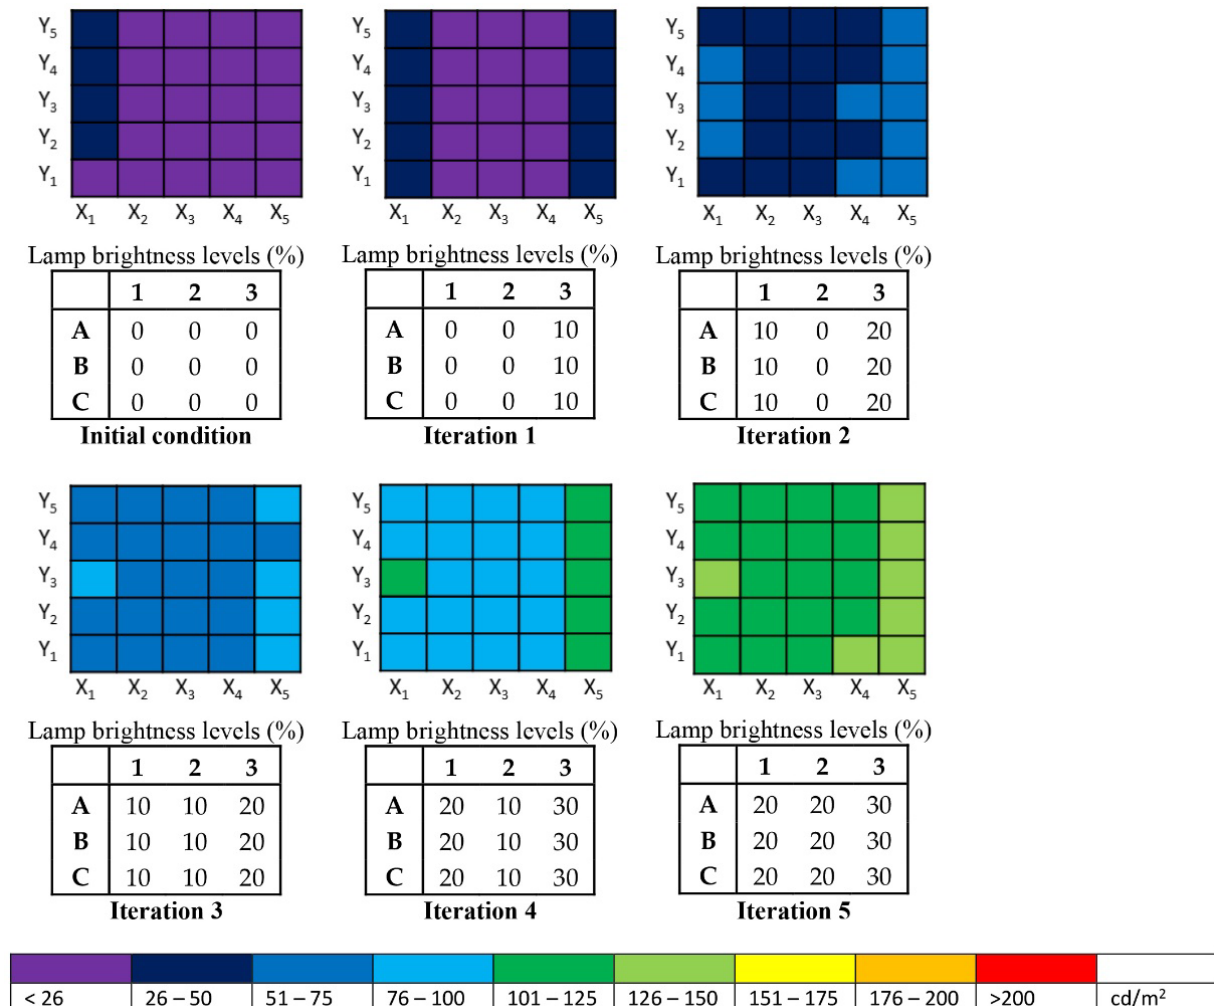 Y5
Y4
Y3
Y2
Y1
X1 X2 X3 X4 X5
Lamp brightness levels (%)
1 2 3
A 0 0 0
B 0 0 0
C 0 0 0
Initial condition
Y5
Y4
Y3
Y2
Y1
X1 X2 X3 X4 X5
Lamp brightness levels (%)
1 2 3
A 0 0 10
B 0 0 10
C 0 0 10
Iteration 1
Y5
Y4
Y3
Y2
Y1
X1 X2 X3 X4 X5
Lamp brightness levels (%)
1 2 3
A 10 0 20
B 10 0 20
C 10 0 20
Iteration 2
Y5
Y4
Y3
Y2
Y1
X1 X2 X3 X4 X5
Lamp brightness levels (%)
1 2 3
A 10 10 20
B 10 10 20
C 10 10 20
Iteration 3
Y5
Y4
Y3
Y2
Y1
X1 X2 X3 X4 X5
Lamp brightness levels (%)
1 2 3
A 20 10 30
B 20 10 30
C 20 10 30
Iteration 4
Y5
Y4
Y3
Y2
Y1
X1 X2 X3 X4 X5
Lamp brightness levels (%)
1 2 3
A 20 20 30
B 20 20 30
C 20 20 30
Iteration 5
< 26 26 – 50 51 – 75 76 – 100 101 – 125 126 – 150 151 – 175 176 – 200 >200 cd/m²